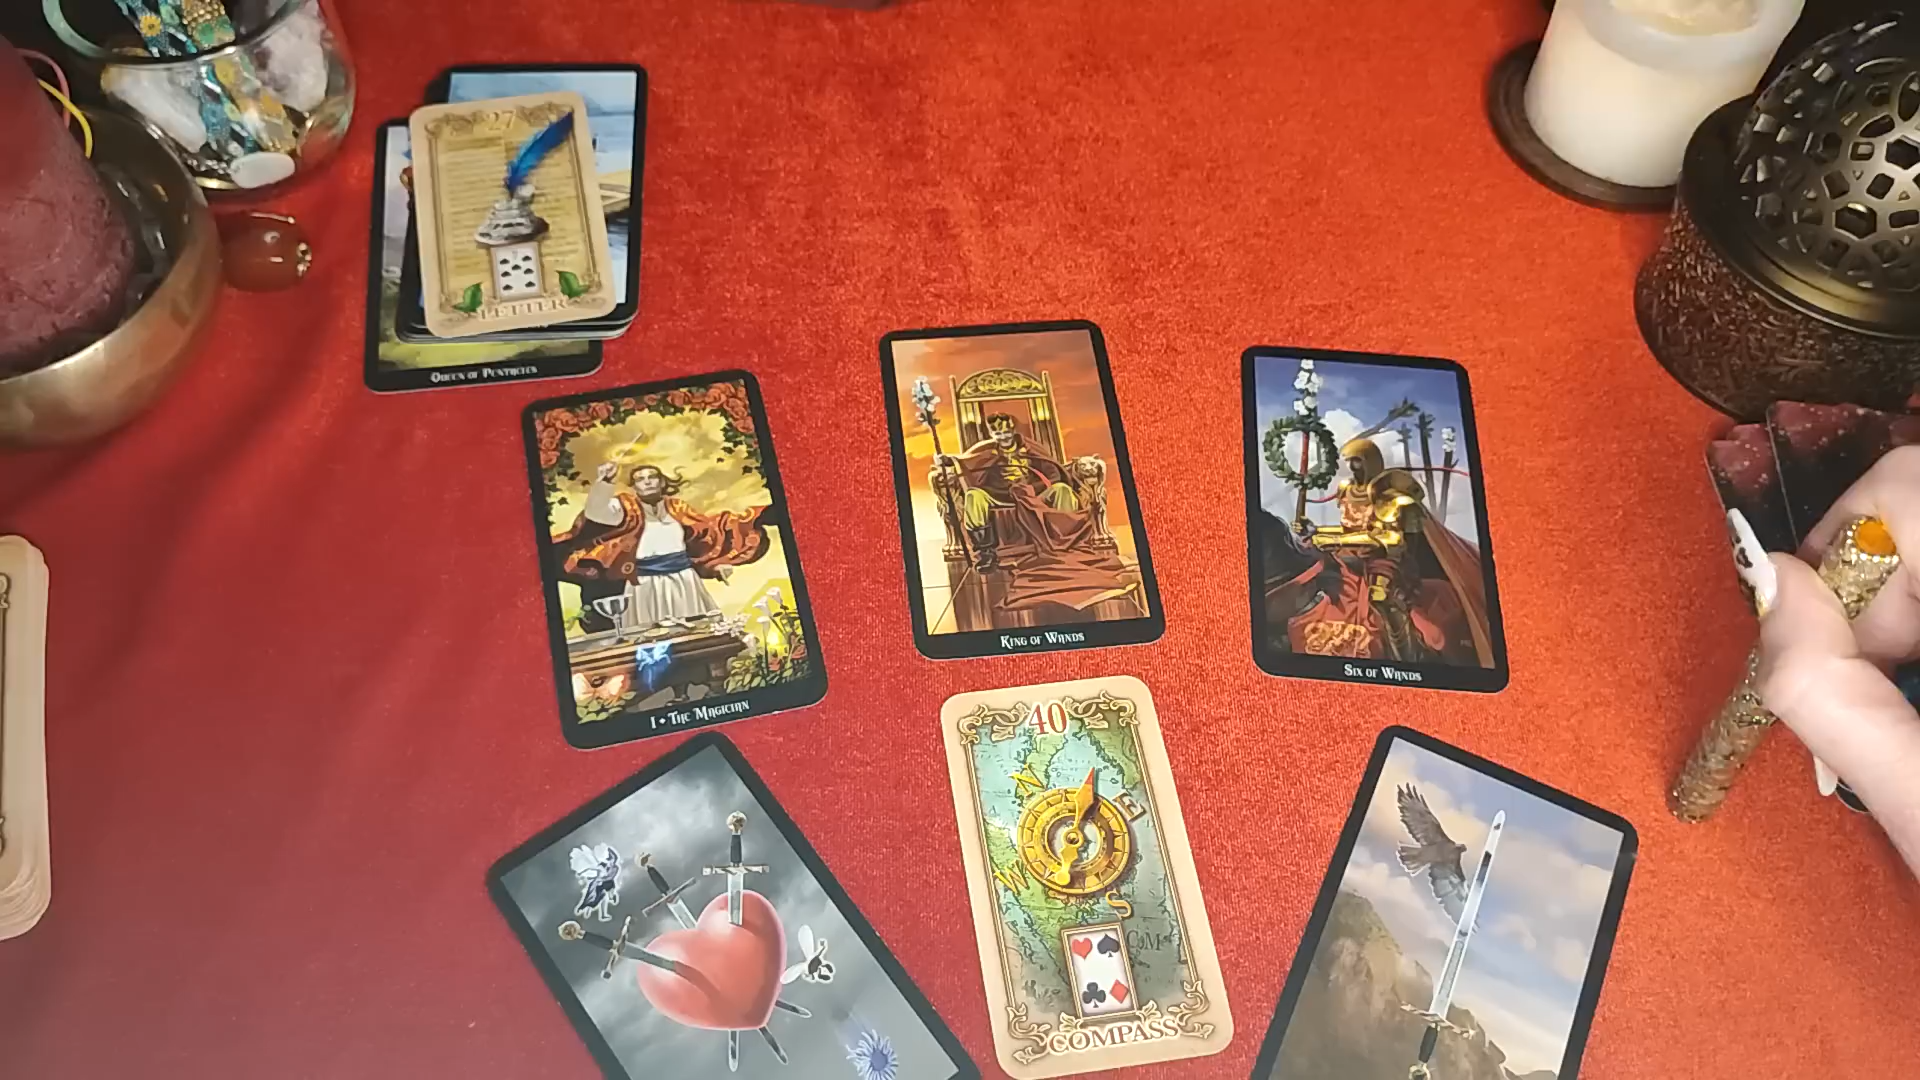 27
LETTER
QUEEN OF PENTACLES
I • THE MAGICIAN
KING OF WANDS
SIX OF WANDS
40
N
E
W
S
COMPASS